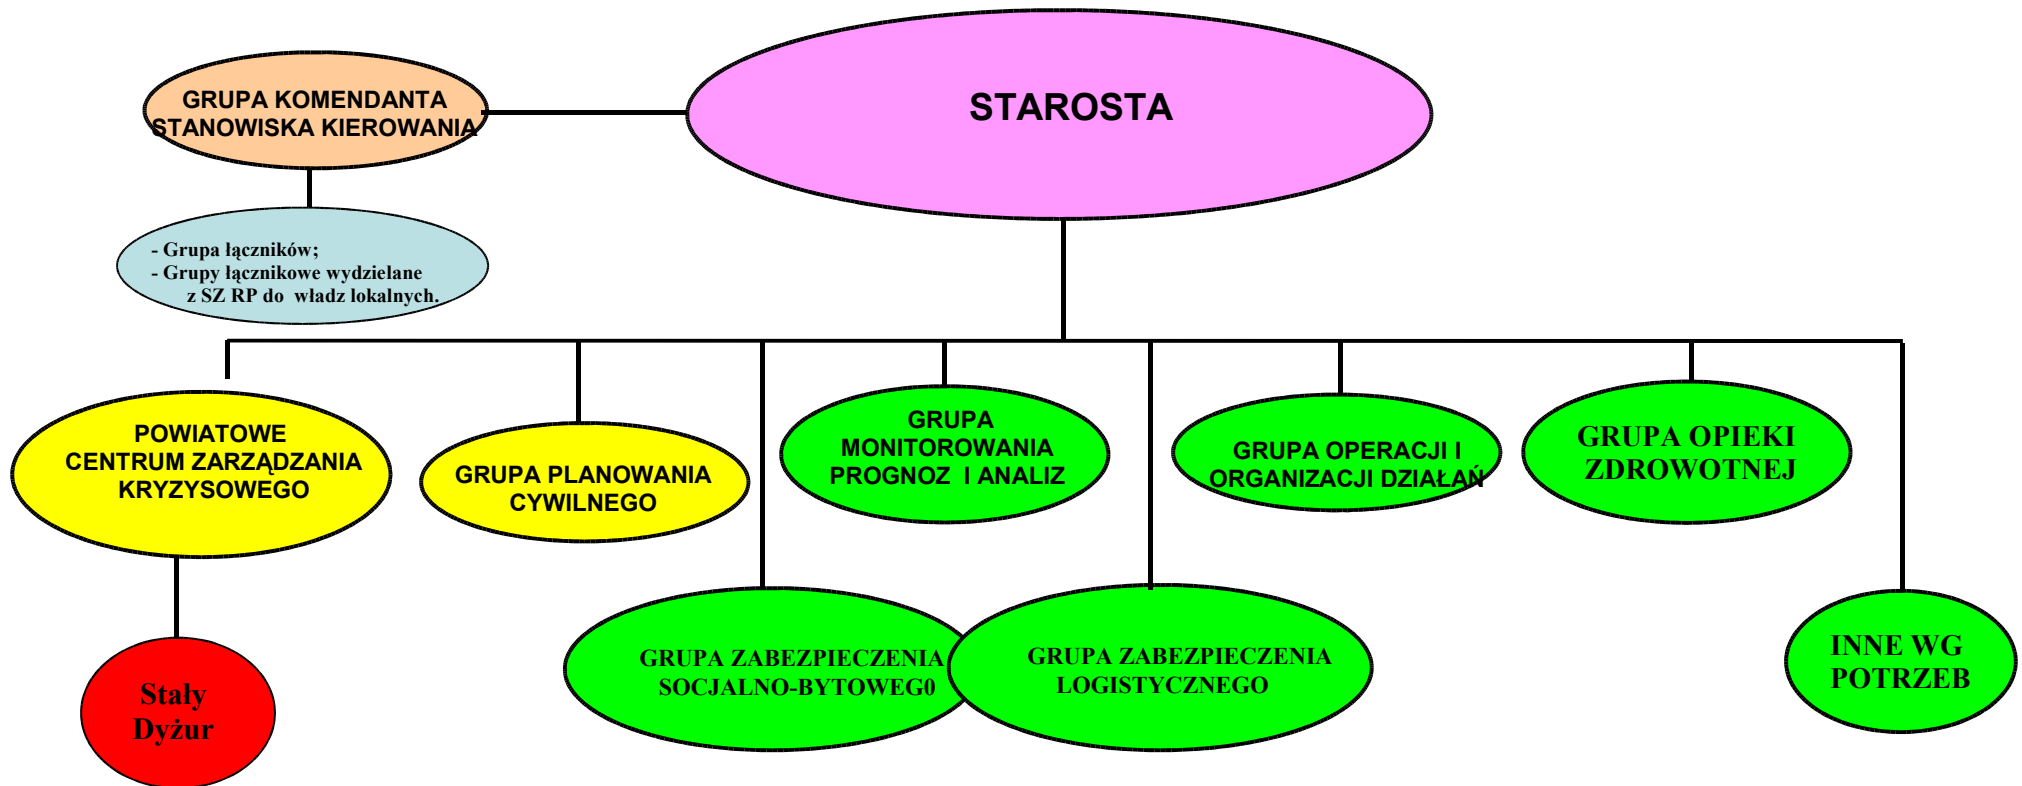 STAROSTA
GRUPA KOMENDANTA
STANOWISKA KIEROWANIA
- Grupa łączników;
- Grupy łącznikowe wydzielane
z SZ RP do władz lokalnych.
POWIATOWE
CENTRUM ZARZĄDZANIA
KRYZYSOWEGO
GRUPA PLANOWANIA
CYWILNEGO
GRUPA
MONITOROWANIA
PROGNOZ I ANALIZ
GRUPA OPERACJI I
ORGANIZACJI DZIAŁAŃ
GRUPA OPIEKI
ZDROWOTNEJ
Stały
Dyżur
GRUPA ZABEZPIECZENIA
SOCJALNO-BYTOWEG0
GRUPA ZABEZPIECZENIA
LOGISTYCZNEGO
INNE WG
POTRZEB